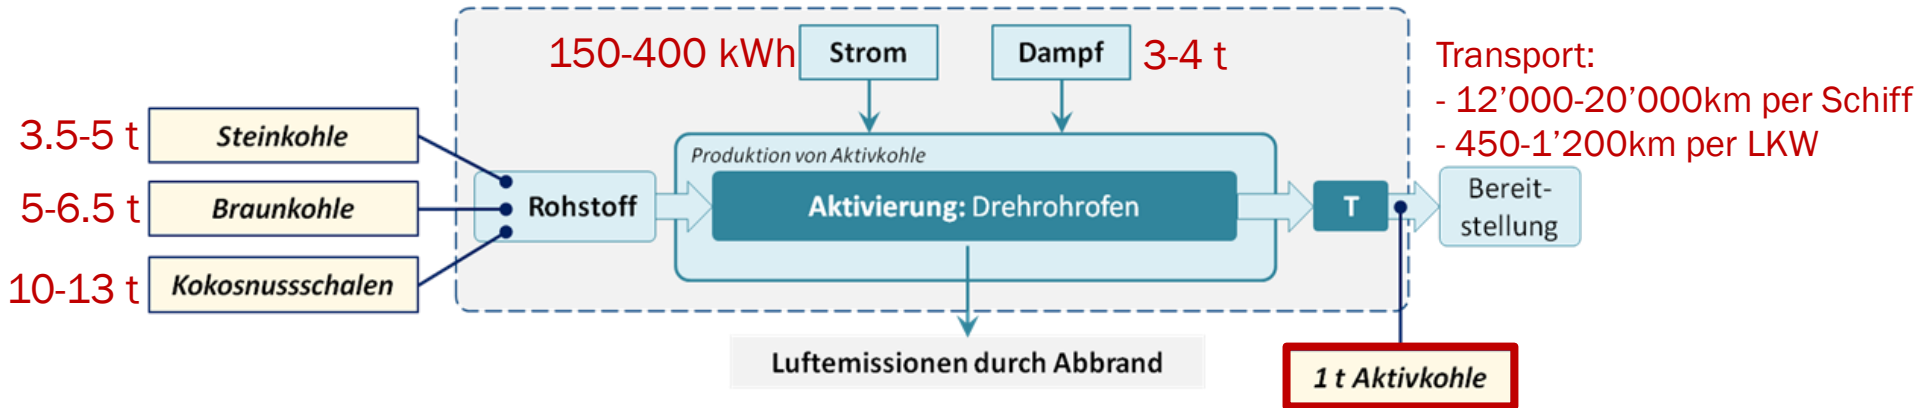 150-400 kWh
Strom
Dampf
3-4 t
Transport:
- 12’000-20’000km per Schiff
- 450-1’200km per LKW
3.5-5 t
Steinkohle
5-6.5 t
Braunkohle
10-13 t
Kokosnussschalen
Rohstoff
Produktion von Aktivkohle
Aktivierung: Drehrohrofen
T
Bereit-
stellung
Luftemissionen durch Abbrand
1 t Aktivkohle